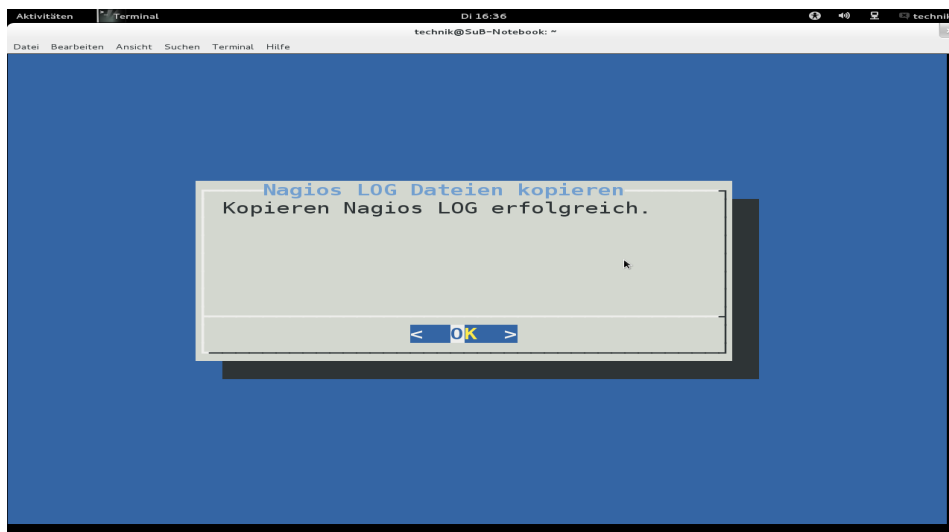 Aktivitäten Terminal Di 16:36 technik
technik@SuB-Notebook: ~
Datei Bearbeiten Ansicht Suchen Terminal Hilfe
Nagios LOG Dateien kopieren
Kopieren Nagios LOG erfolgreich.
< OK >